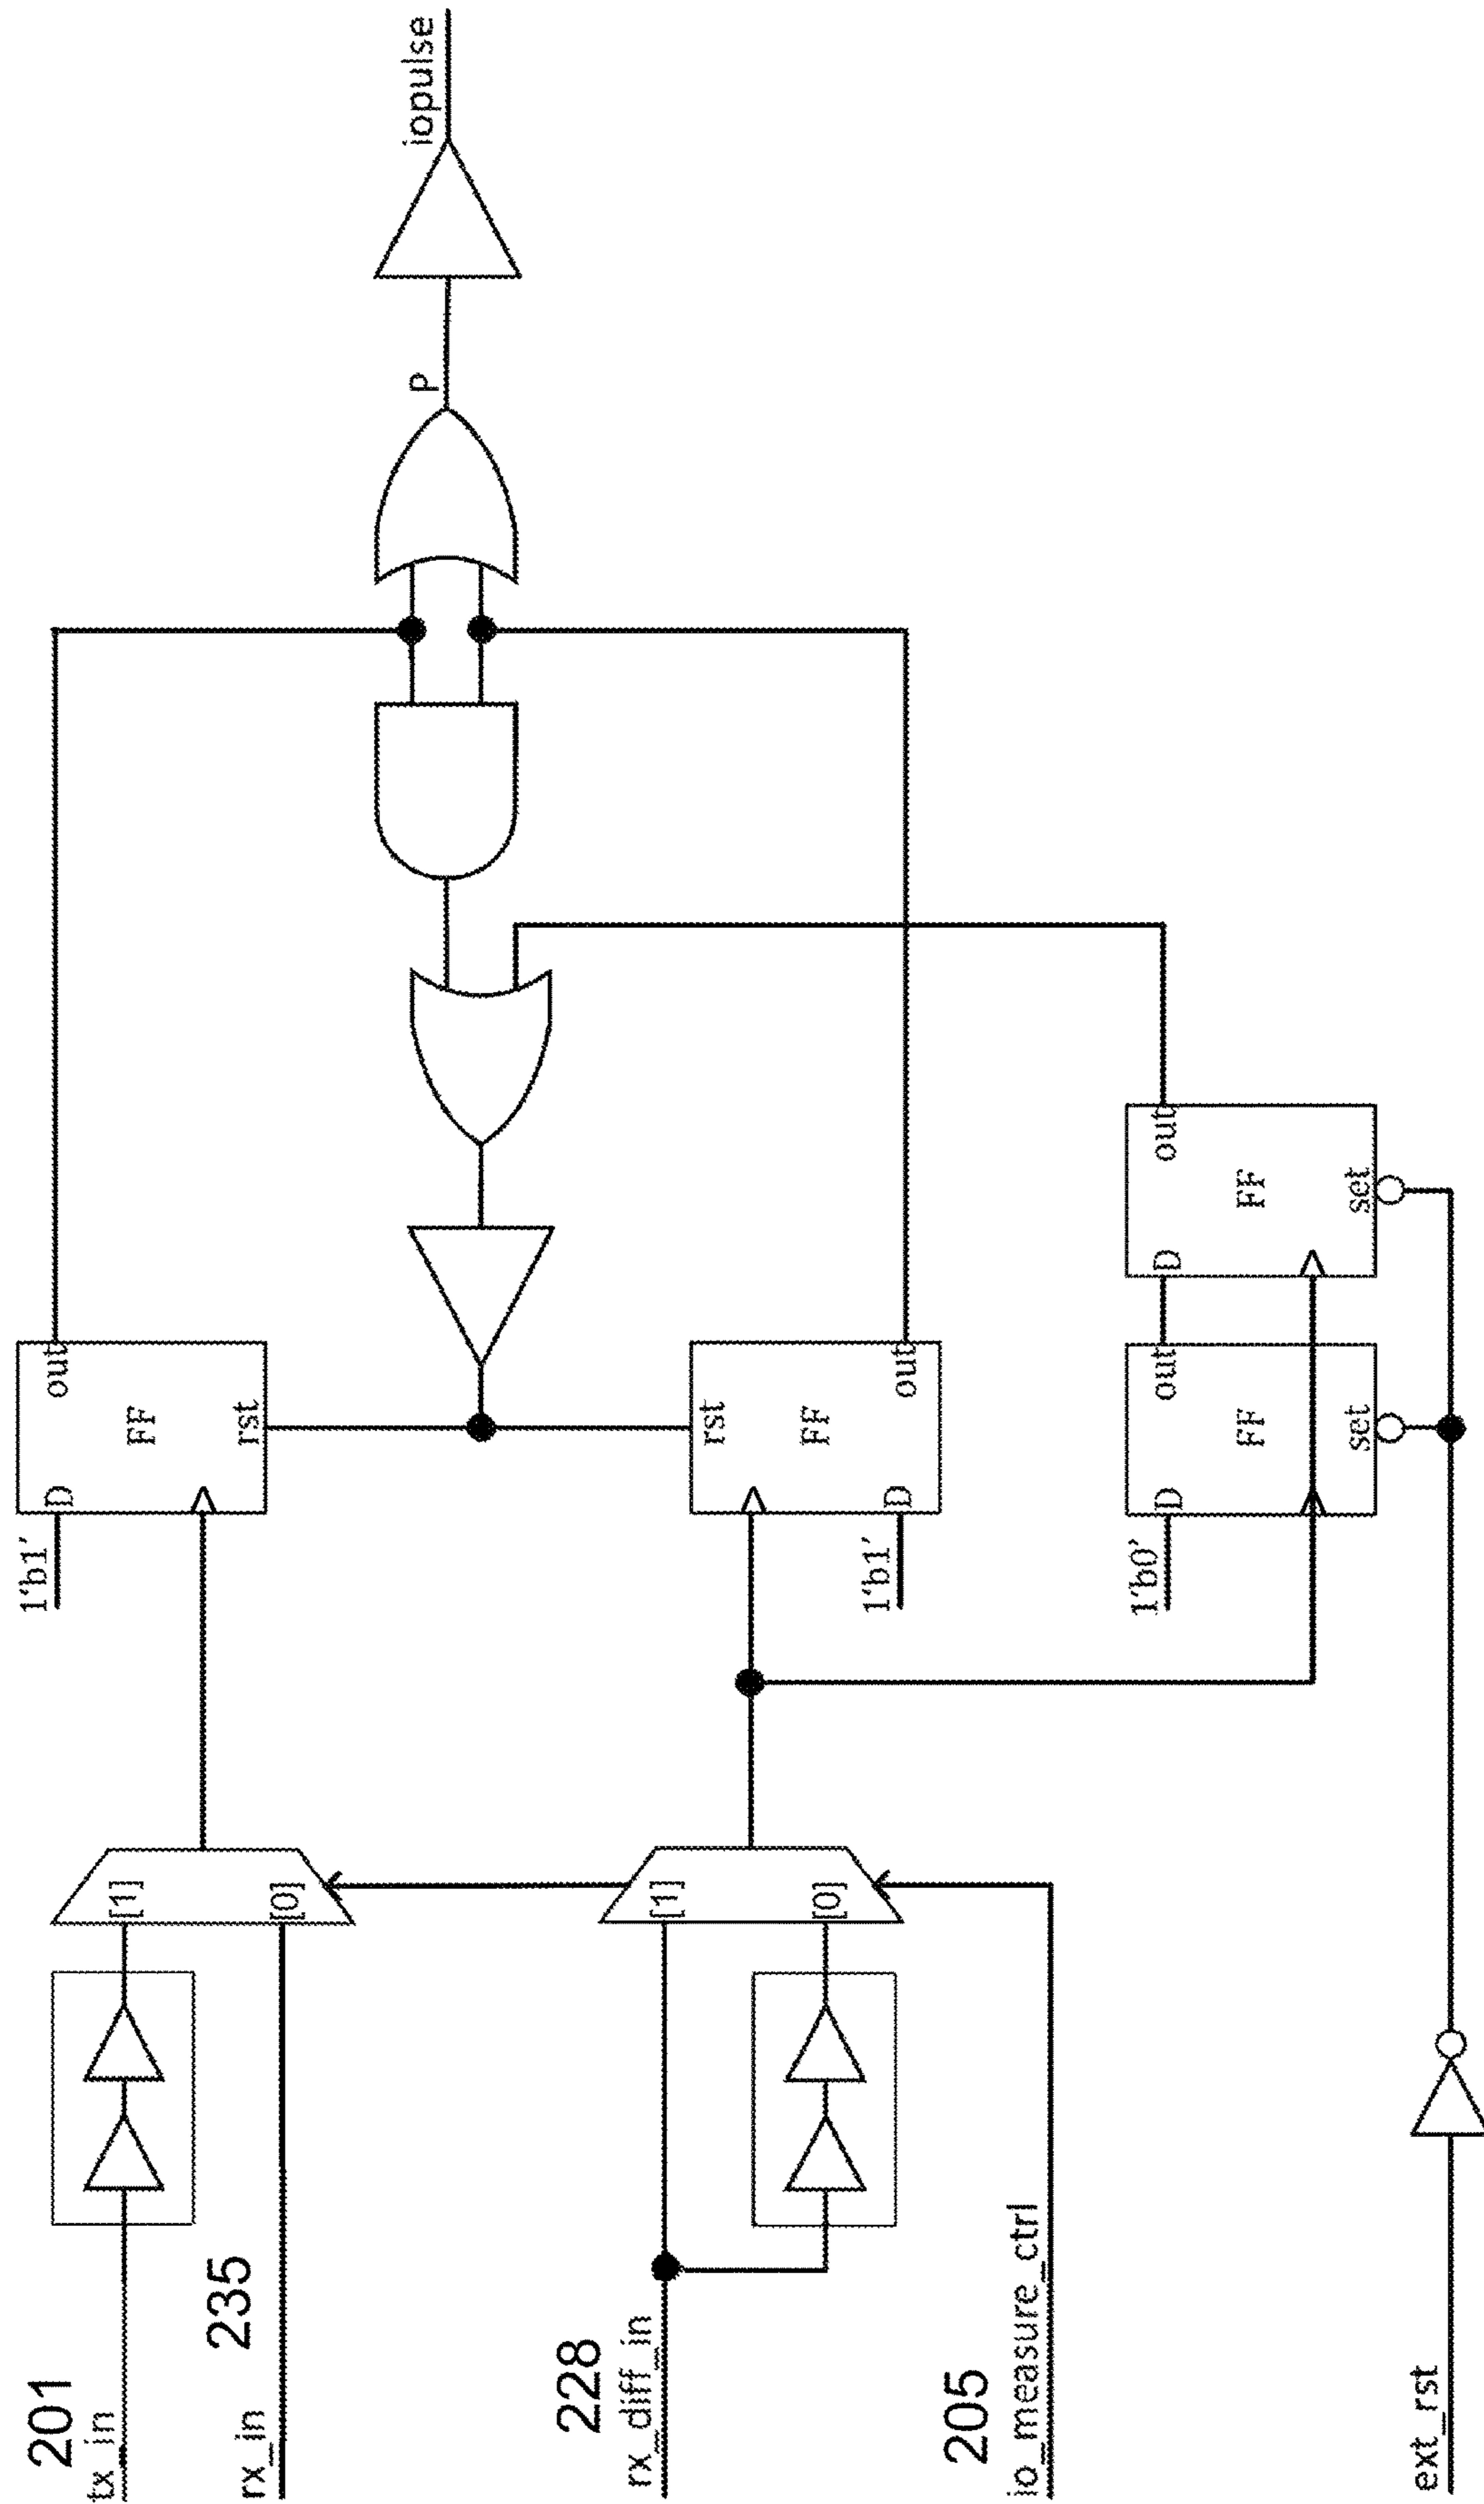 201
tx_in
235
rx_in
228
rx_diff_in
205
io_measure_ctrl
ext_rst
[1]
[0]
[1]
[0]
1'b1'
D
FF
out
rst
rst
FF
D
out
1'b1'
1'b0'
D
out
FF
set
D
out
FF
set
P
iopulse